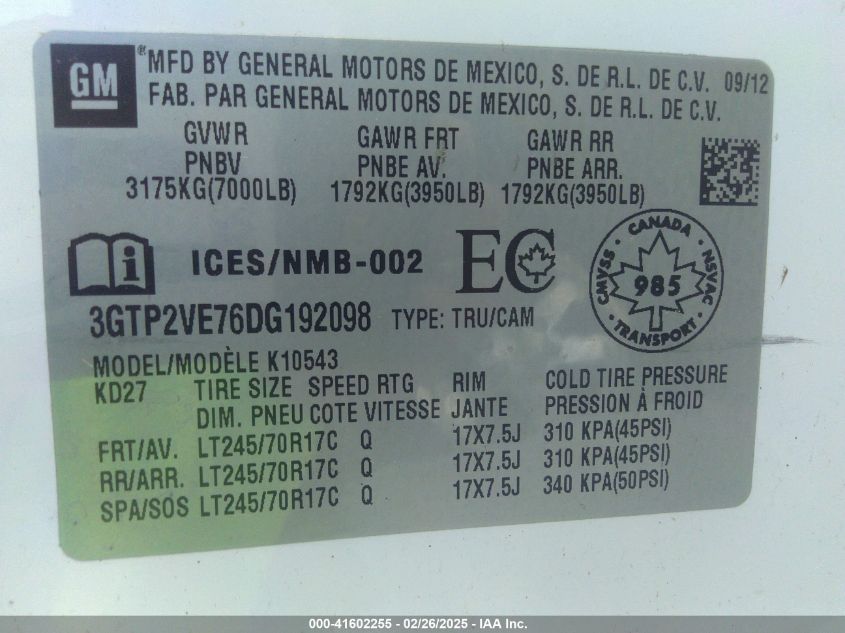 GM ® MFD BY GENERAL MOTORS DE MEXICO, S. DE R.L. DE C.V. 09/12
FAB. PAR GENERAL MOTORS DE MEXICO, S. DE R.L. DE C.V.
GVWR GAWR FRT GAWR RR
PNBV PNBE AV. PNBE ARR.
3175KG(7000LB) 1792KG(3950LB) 1792KG(3950LB)
i ICES/NMB-002 EC
CANADA
CMVSS 985 NSVAC
TRANSPORT
3GTP2VE76DG192098 TYPE: TRU/CAM
MODEL/MODÈLE K10543
KD27 TIRE SIZE SPEED RTG RIM COLD TIRE PRESSURE
DIM. PNEU COTE VITESSE JANTE PRESSION À FROID
FRT/AV. LT245/70R17C Q 17X7.5J 310 KPA(45PSI)
RR/ARR. LT245/70R17C Q 17X7.5J 310 KPA(45PSI)
SPA/SOS LT245/70R17C Q 17X7.5J 340 KPA(50PSI)
000-41602255 - 02/26/2025 - IAA Inc.